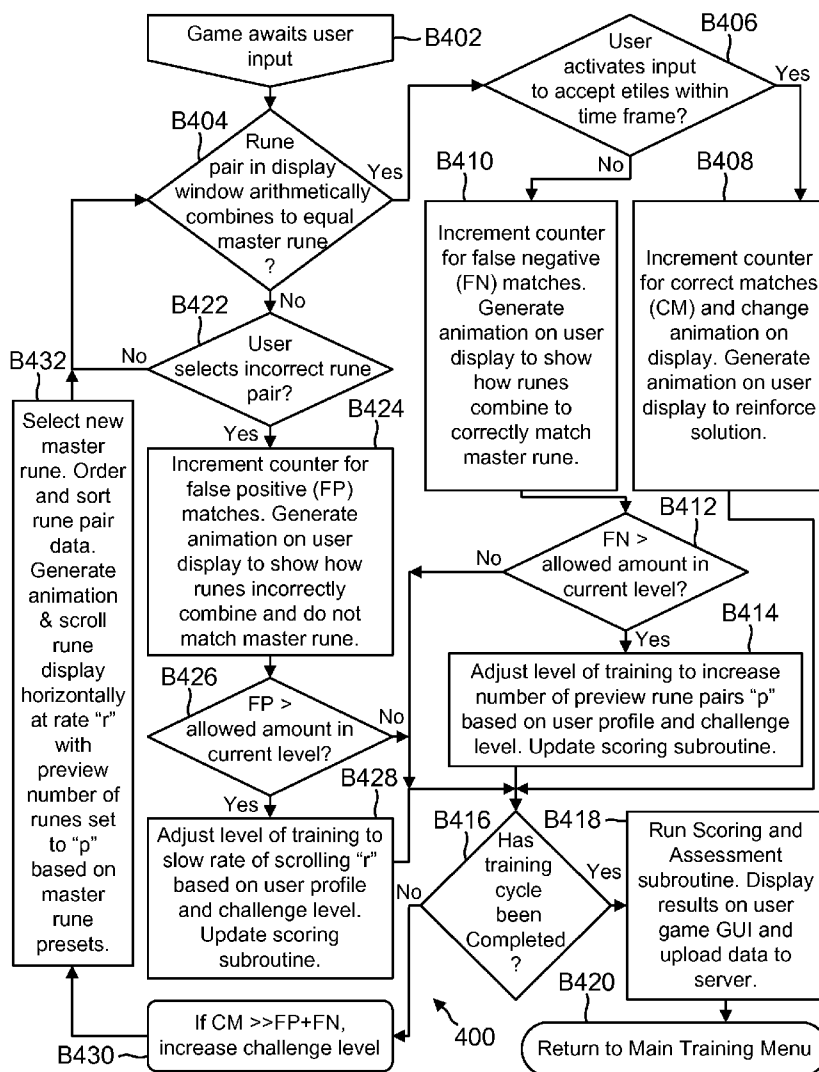 Game awaits user
input
B402
B404
Rune
pair in display
window arithmetically
combines to equal
master rune
?
Yes
No
B406
User
activates input
to accept etiles within
time frame?
Yes
No
B410
Increment counter
for false negative
(FN) matches.
Generate
animation on user
display to show
how runes
combine to
correctly match
master rune.
B408
Increment counter
for correct matches
(CM) and change
animation on
display. Generate
animation on user
display to reinforce
solution.
B422
User
selects incorrect rune
pair?
No
Yes
B424
Increment counter for
false positive (FP)
matches. Generate
animation on user
display to show how
runes incorrectly
combine and do not
match master rune.
B412
FN >
allowed amount in
current level?
No
Yes
B414
Adjust level of training to increase
number of preview rune pairs “p”
based on user profile and challenge
level. Update scoring subroutine.
B426
FP >
allowed amount in
current level?
No
Yes
B428
Adjust level of training to
slow rate of scrolling “r”
based on user profile
and challenge level.
Update scoring
subroutine.
B416
Has
training
cycle
been
Completed
?
Yes
No
B418
Run Scoring and
Assessment
subroutine. Display
results on user
game GUI and
upload data to
server.
B420
Return to Main Training Menu
400
B430
If CM >>FP+FN,
increase challenge level
B432
Select new
master
rune. Order
and sort
rune pair
data.
Generate
animation
& scroll
rune
display
horizontally
at rate “r”
with
preview
number of
runes set
to “p”
based on
master
rune
presets.